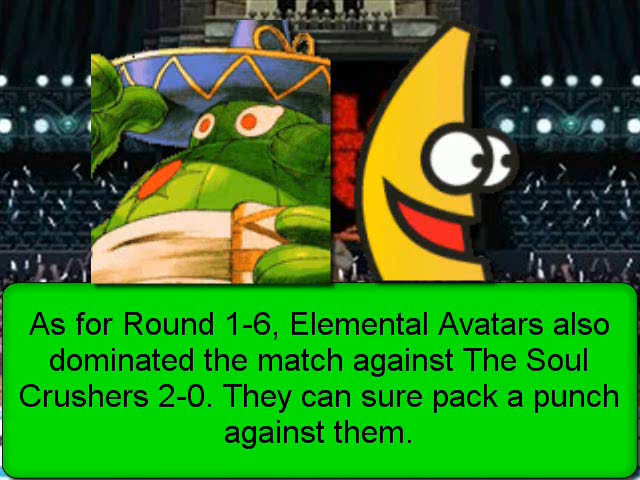 As for Round 1-6, Elemental Avatars also
dominated the match against The Soul
Crushers 2-0. They can sure pack a punch
against them.